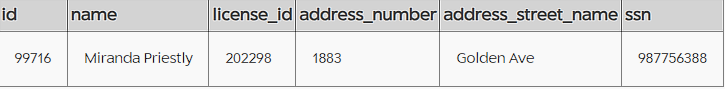 id name license_id address_number address_street_name ssn
99716 Miranda Priestly 202298 1883 Golden Ave 987756388